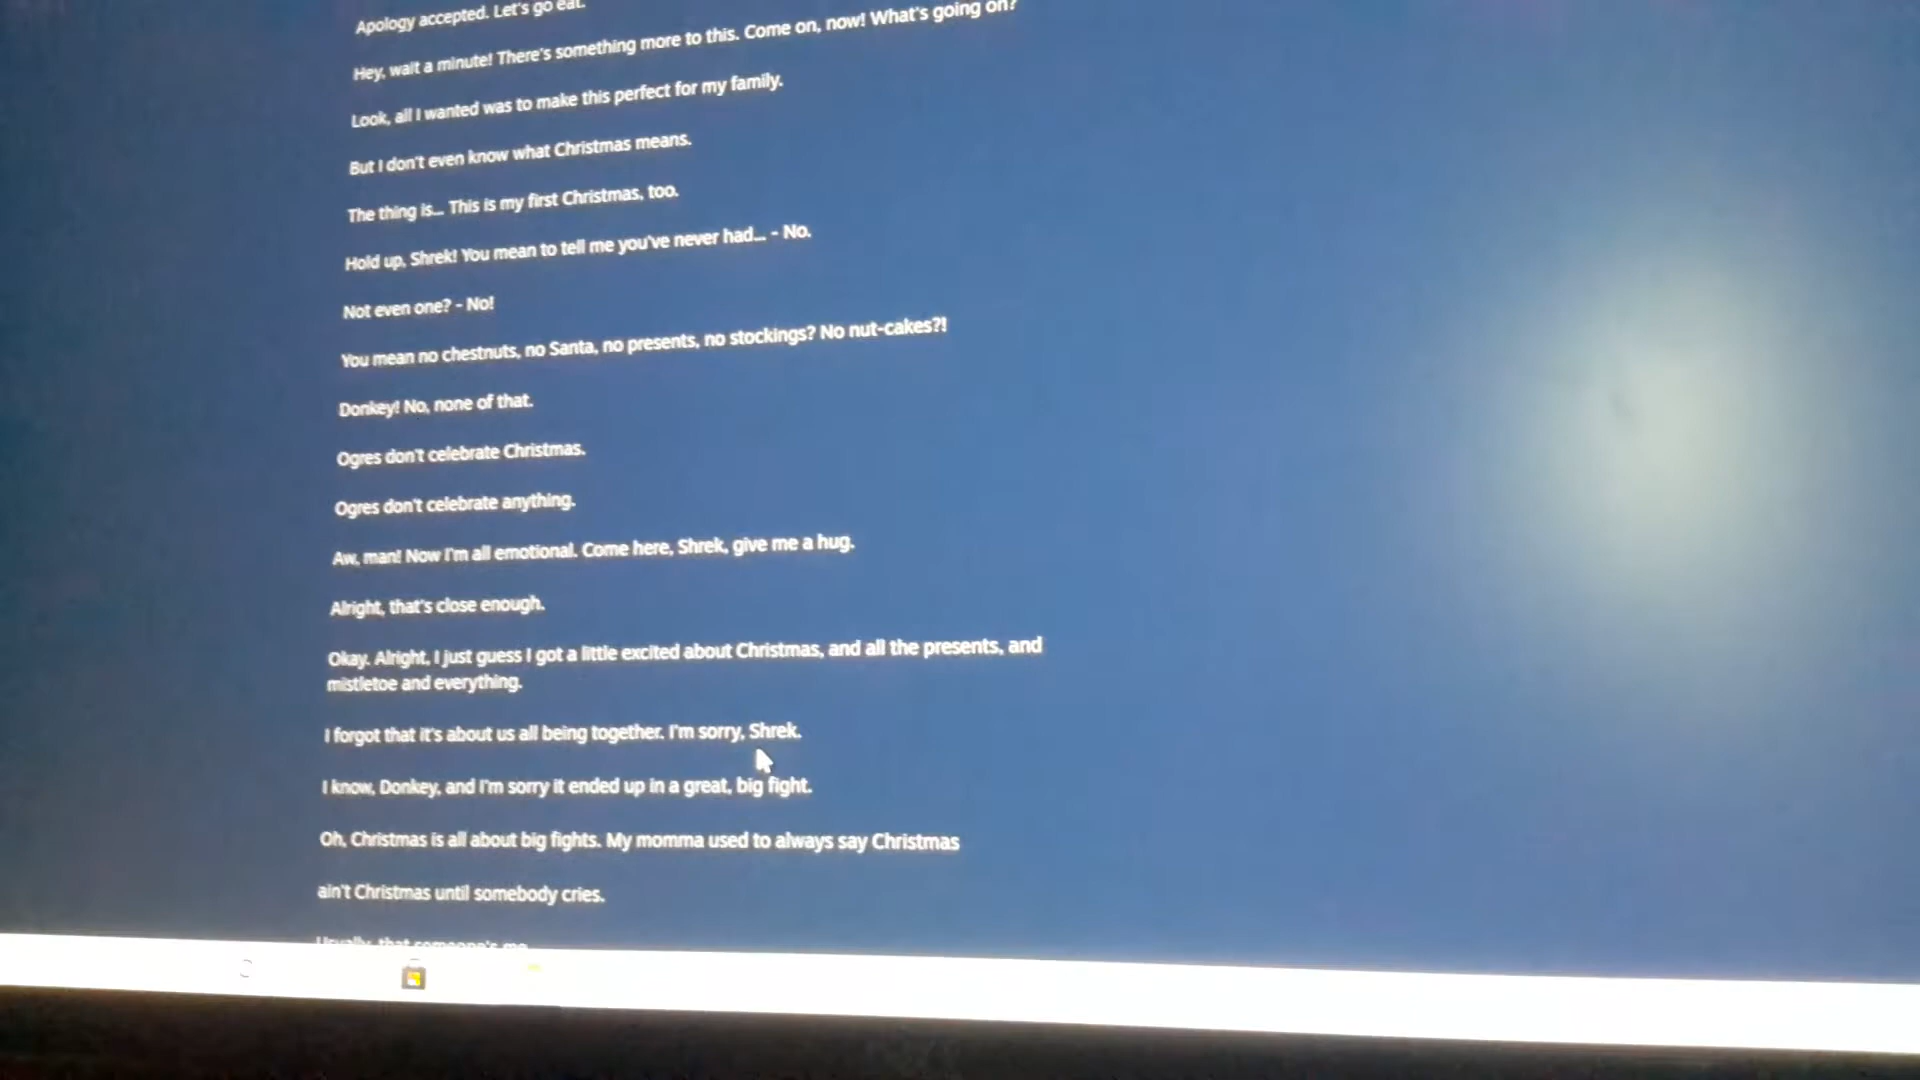 Apology accepted. Let's go eat.
Hey, wait a minute! There's something more to this. Come on, now! What's going on?
Look, all I wanted was to make this perfect for my family.
But I don't even know what Christmas means.
The thing is... This is my first Christmas, too.
Hold up, Shrek! You mean to tell me you've never had... - No.
Not even one? - No!
You mean no chestnuts, no Santa, no presents, no stockings? No nut-cakes?!
Donkey! No, none of that.
Ogres don't celebrate Christmas.
Ogres don't celebrate anything.
Aw, man! Now I'm all emotional. Come here, Shrek, give me a hug.
Alright, that's close enough.
Okay. Alright, I just guess I got a little excited about Christmas, and all the presents, and
mistletoe and everything.
I forgot that it's about us all being together. I'm sorry, Shrek.
I know, Donkey, and I'm sorry it ended up in a great, big fight.
Oh, Christmas is all about big fights. My momma used to always say Christmas
ain't Christmas until somebody cries.
Usually, that someone's me